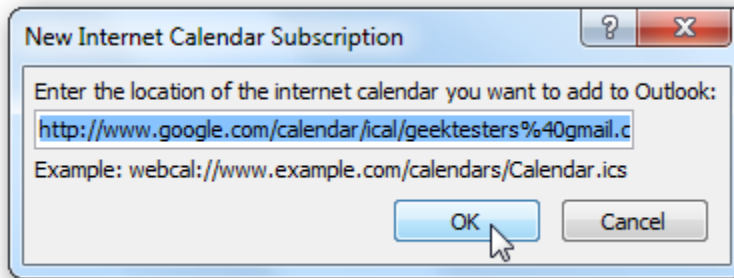 New Internet Calendar Subscription
Enter the location of the internet calendar you want to add to Outlook:
http://www.google.com/calendar/ical/geektesters%40gmail.c
Example: webcal://www.example.com/calendars/Calendar.ics
OK Cancel